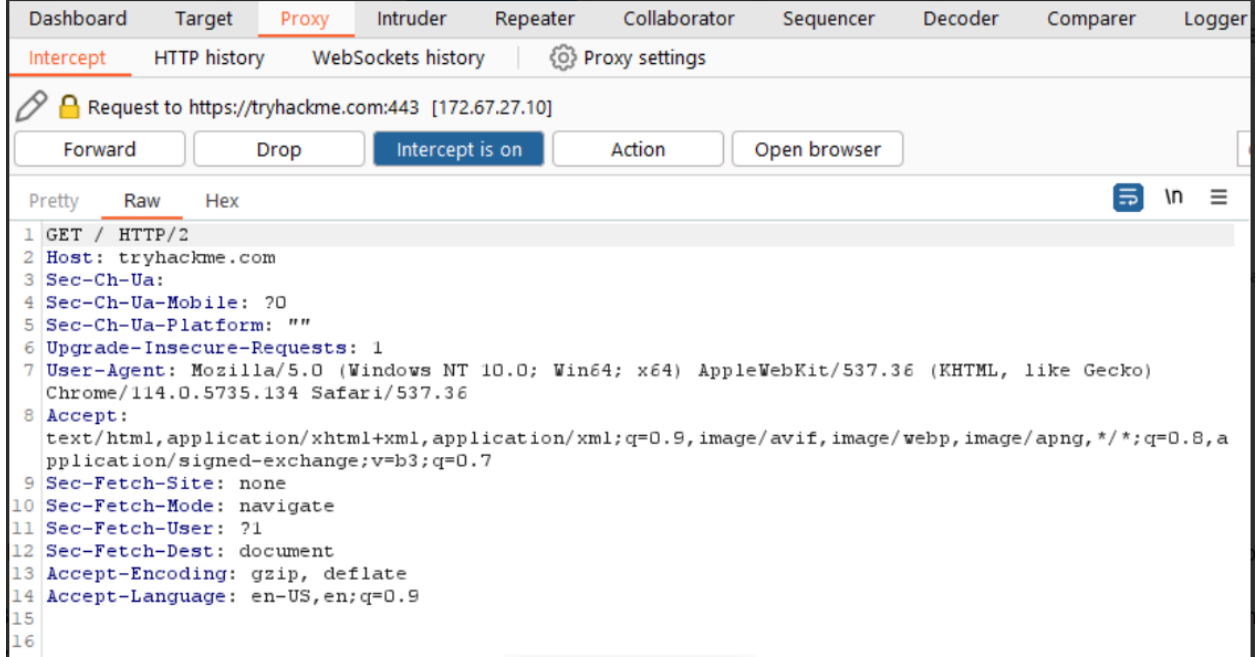 Dashboard Target Proxy Intruder Repeater Collaborator Sequencer Decoder Comparer Logger
Intercept HTTP history WebSockets history Proxy settings
Request to https://tryhackme.com:443 [172.67.27.10]
Forward Drop Intercept is on Action Open browser
Pretty Raw Hex \n
1 GET / HTTP/2
2 Host: tryhackme.com
3 Sec-Ch-Ua:
4 Sec-Ch-Ua-Mobile: ?0
5 Sec-Ch-Ua-Platform: ""
6 Upgrade-Insecure-Requests: 1
7 User-Agent: Mozilla/5.0 (Windows NT 10.0; Win64; x64) AppleWebKit/537.36 (KHTML, like Gecko)
Chrome/114.0.5735.134 Safari/537.36
8 Accept:
text/html,application/xhtml+xml,application/xml;q=0.9,image/avif,image/webp,image/apng,*/*;q=0.8,a
pplication/signed-exchange;v=b3;q=0.7
9 Sec-Fetch-Site: none
10 Sec-Fetch-Mode: navigate
11 Sec-Fetch-User: ?1
12 Sec-Fetch-Dest: document
13 Accept-Encoding: gzip, deflate
14 Accept-Language: en-US,en;q=0.9
15
16